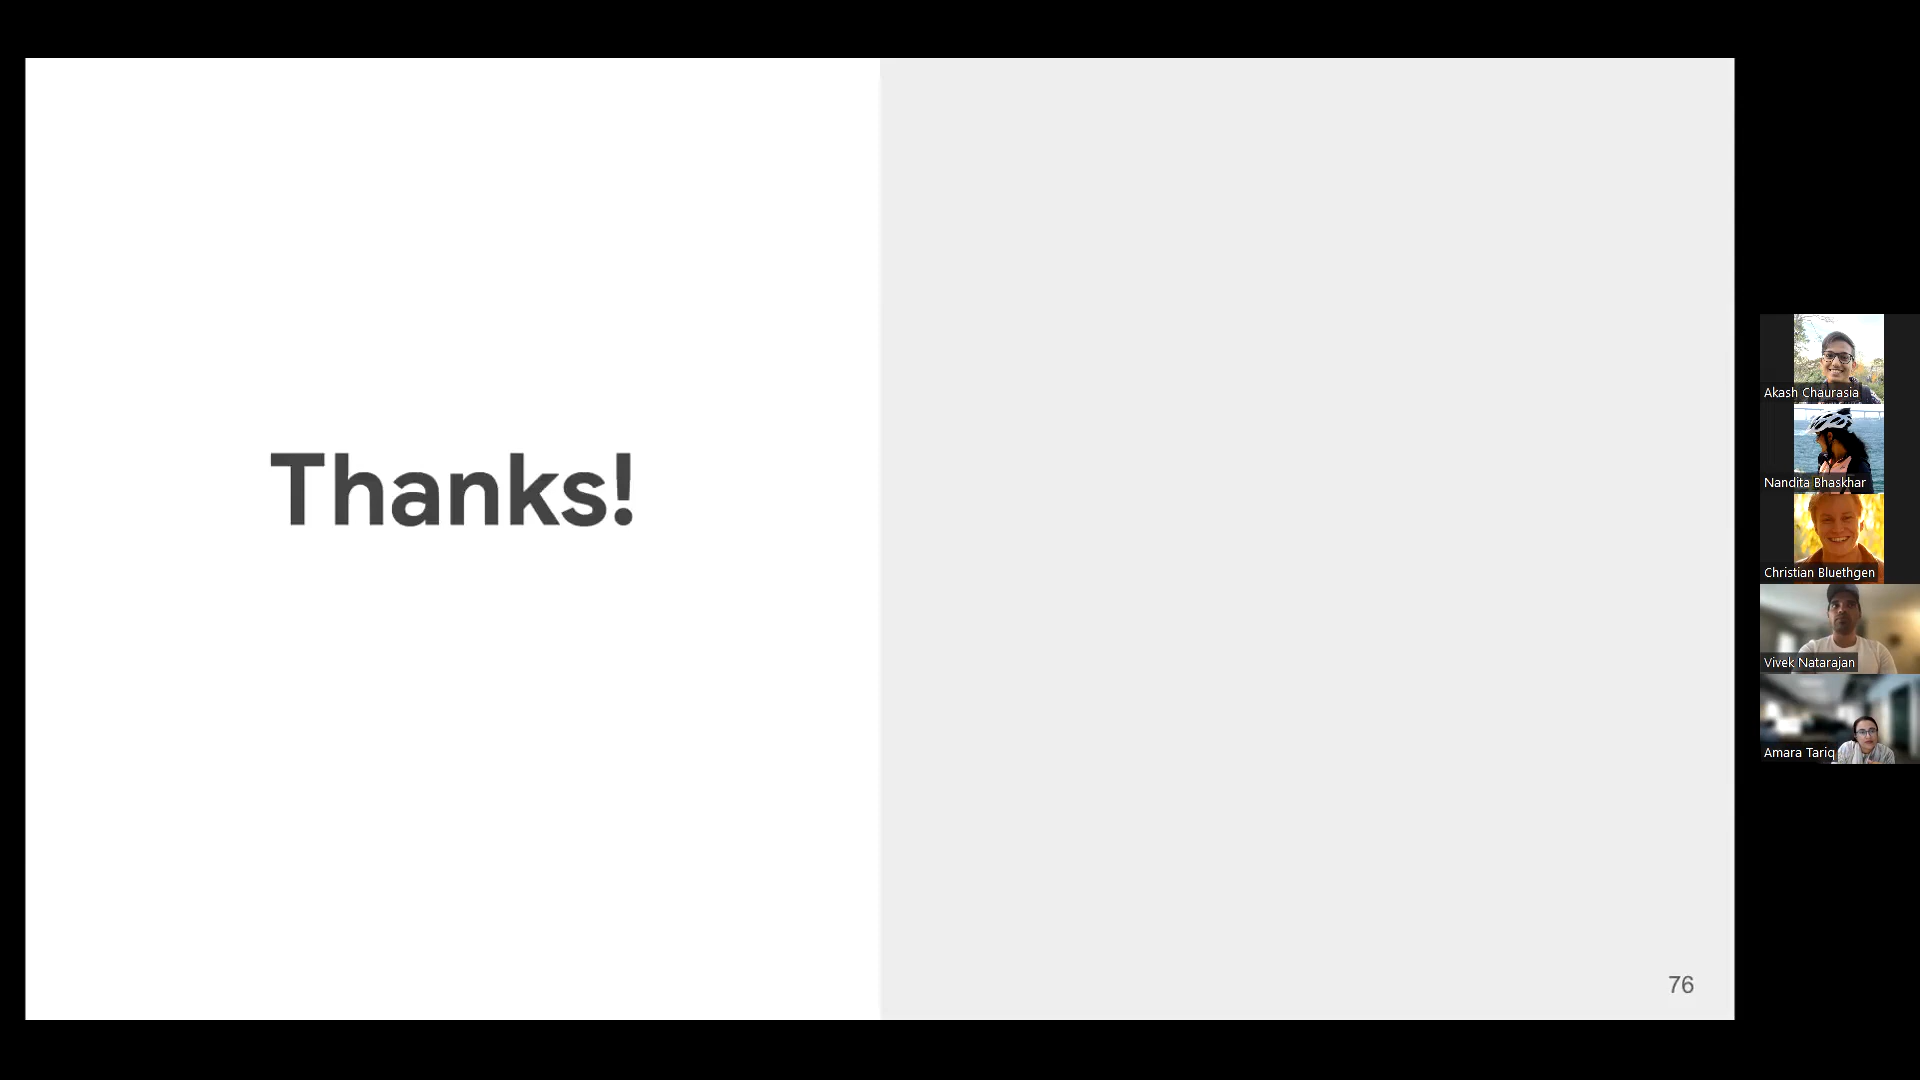 Thanks!
76
Akash Chaurasia
Nandita Bhaskhar
Christian Bluethgen
Vivek Natarajan
Amara Tariq